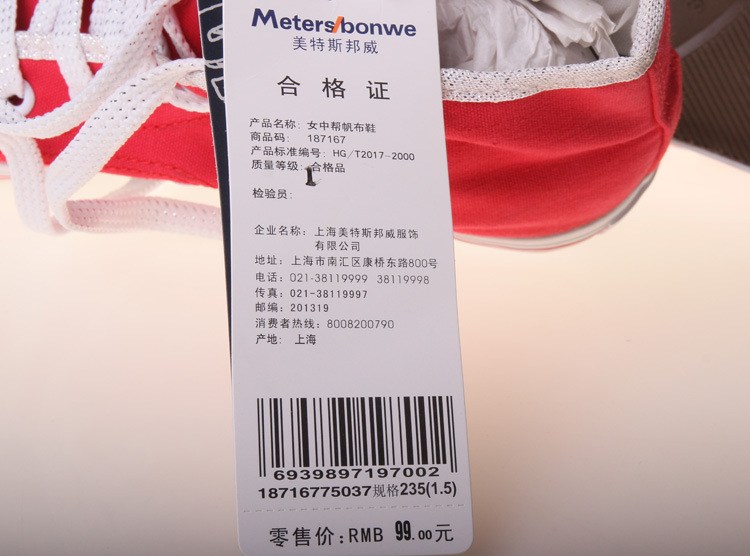 Meters/bonwe
美特斯邦威
合格证
产品名称: 女中帮帆布鞋
商品码: 187167
产品标准编号: HG/T2017-2000
质量等级: 合格品
检验员:
企业名称: 上海美特斯邦威服饰
有限公司
地址: 上海市南汇区康桥东路800号
电话: 021-38119999 38119998
传真: 021-38119997
邮编: 201319
消费者热线: 8008200790
产地: 上海
6939897197002
18716775037规格235(1.5)
零售价: RMB 99.00元